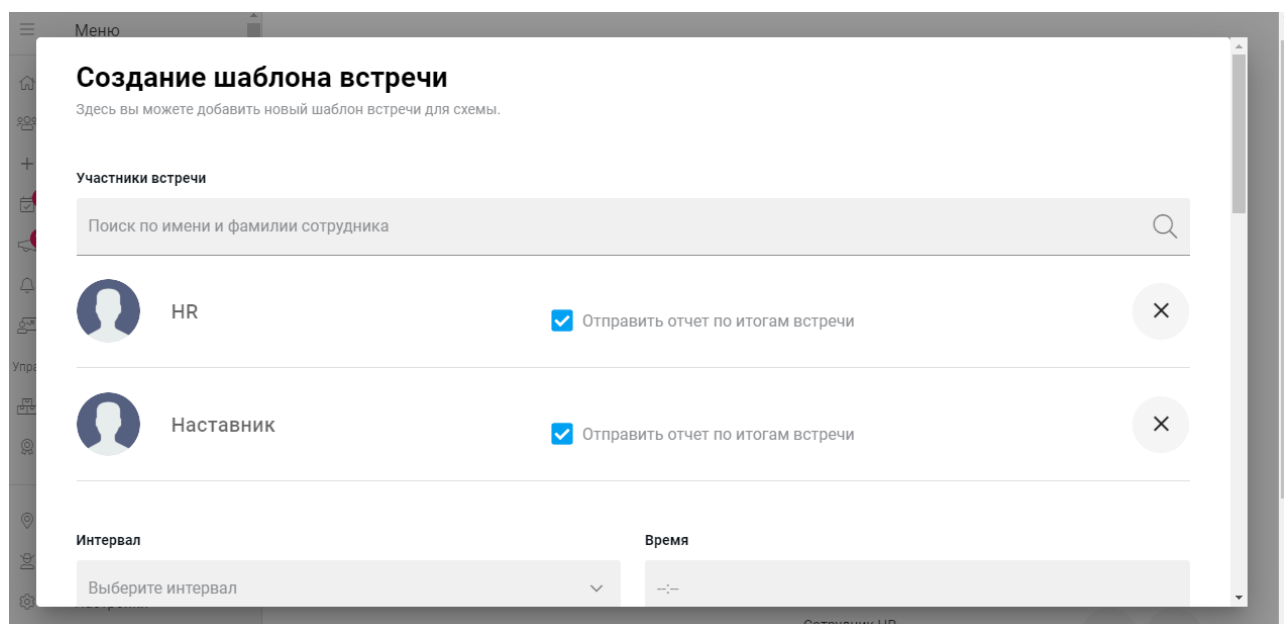 Меню
Создание шаблона встречи
Здесь вы можете добавить новый шаблон встречи для схемы.
Участники встречи
Поиск по имени и фамилии сотрудника
HR
Отправить отчет по итогам встречи
Наставник
Отправить отчет по итогам встречи
Упра
Интервал
Время
Выберите интервал
--:--